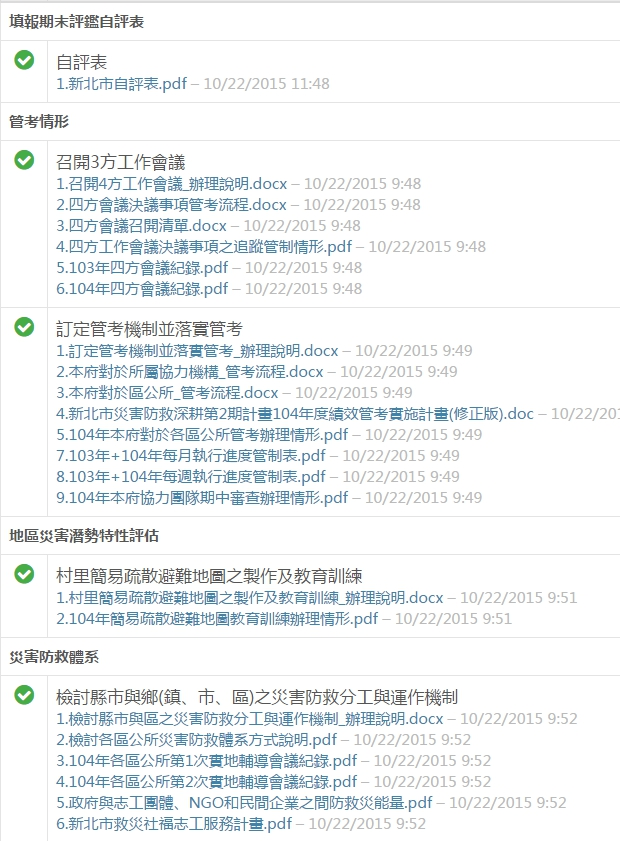 填報期末評鑑自評表
自評表
1.新北市自評表.pdf – 10/22/2015 11:48
管考情形
召開3方工作會議
1.召開4方工作會議_辦理說明.docx – 10/22/2015 9:48
2.四方會議決議事項管考流程.docx – 10/22/2015 9:48
3.四方會議召開清單.docx – 10/22/2015 9:48
4.四方工作會議決議事項之追蹤管制情形.pdf – 10/22/2015 9:48
5.103年四方會議紀錄.pdf – 10/22/2015 9:48
6.104年四方會議紀錄.pdf – 10/22/2015 9:48
訂定管考機制並落實管考
1.訂定管考機制並落實管考_辦理說明.docx – 10/22/2015 9:49
2.本府對於所屬協力機構_管考流程.docx – 10/22/2015 9:49
3.本府對於區公所_管考流程.docx – 10/22/2015 9:49
4.新北市災害防救深耕第2期計畫104年度績效管考實施計畫(修正版).doc – 10/22/201
5.104年本府對於各區公所管考辦理情形.pdf – 10/22/2015 9:49
7.103年+104年每月執行進度管制表.pdf – 10/22/2015 9:49
8.103年+104年每週執行進度管制表.pdf – 10/22/2015 9:49
9.104年本府協力團隊期中審查辦理情形.pdf – 10/22/2015 9:49
地區災害潛勢特性評估
村里簡易疏散避難地圖之製作及教育訓練
1.村里簡易疏散避難地圖之製作及教育訓練_辦理說明.docx – 10/22/2015 9:51
2.104年簡易疏散避難地圖教育訓練辦理情形.pdf – 10/22/2015 9:51
災害防救體系
檢討縣市與鄉(鎮、市、區)之災害防救分工與運作機制
1.檢討縣市與區之災害防救分工與運作機制_辦理說明.docx – 10/22/2015 9:52
2.檢討各區公所災害防救體系方式說明.pdf – 10/22/2015 9:52
3.104年各區公所第1次實地輔導會議紀錄.pdf – 10/22/2015 9:52
4.104年各區公所第2次實地輔導會議紀錄.pdf – 10/22/2015 9:52
5.政府與志工團體、NGO和民間企業之間防救災能量.pdf – 10/22/2015 9:52
6.新北市救災社福志工服務計畫.pdf – 10/22/2015 9:52